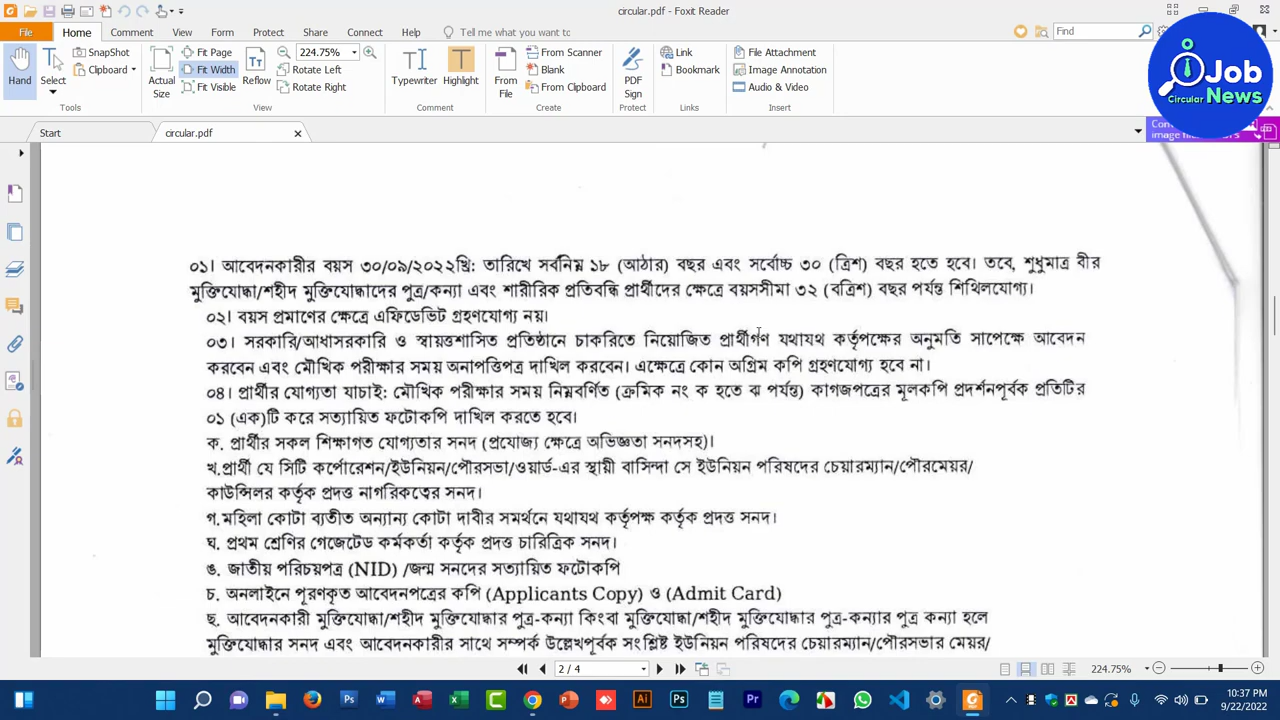 circular.pdf - Foxit Reader
File Home Comment View Form Protect Share Connect Help Tell me what you want to do... Find
Hand
Select
SnapShot
Clipboard
Tools
Actual Size
Fit Page
Fit Width
Fit Visible
Reflow
224.75%
Rotate Left
Rotate Right
View
Typewriter
Highlight
Comment
From File
From Scanner
Blank
From Clipboard
Create
PDF Sign
Protect
Link
Bookmark
Links
File Attachment
Image Annotation
Audio & Video
Insert
Job
Circular News
Start circular.pdf
০১। আবেদনকারীর বয়স ৩০/০৯/২০২২খ্রি: তারিখে সর্বনিম্ন ১৮ (আঠার) বছর এবং সর্বোচ্চ ৩০ (ত্রিশ) বছর হতে হবে। তবে, শুধুমাত্র বীর
মুক্তিযোদ্ধা/শহীদ মুক্তিযোদ্ধাদের পুত্র/কন্যা এবং শারীরিক প্রতিবন্ধি প্রার্থীদের ক্ষেত্রে বয়সসীমা ৩২ (বত্রিশ) বছর পর্যন্ত শিথিলযোগ্য।
০২। বয়স প্রমাণের ক্ষেত্রে এফিডেভিট গ্রহণযোগ্য নয়।
০৩। সরকারি/আধাসরকারি ও স্বায়ত্তশাসিত প্রতিষ্ঠানে চাকরিতে নিয়োজিত প্রার্থীগণ যথাযথ কর্তৃপক্ষের অনুমতি সাপেক্ষে আবেদন
করবেন এবং মৌখিক পরীক্ষার সময় অনাপত্তিপত্র দাখিল করবেন। এক্ষেত্রে কোন অগ্রিম কপি গ্রহণযোগ্য হবে না।
০৪। প্রার্থীর যোগ্যতা যাচাই: মৌখিক পরীক্ষার সময় নিম্নবর্ণিত (ক্রমিক নং ক হতে ঝ পর্যন্ত) কাগজপত্রের মূলকপি প্রদর্শনপূর্বক প্রতিটির
০১ (এক)টি করে সত্যায়িত ফটোকপি দাখিল করতে হবে।
ক. প্রার্থীর সকল শিক্ষাগত যোগ্যতার সনদ (প্রযোজ্য ক্ষেত্রে অভিজ্ঞতা সনদসহ)।
খ.প্রার্থী যে সিটি কর্পোরেশন/ইউনিয়ন/পৌরসভা/ওয়ার্ড-এর স্থায়ী বাসিন্দা সে ইউনিয়ন পরিষদের চেয়ারম্যান/পৌরমেয়র/
কাউন্সিলর কর্তৃক প্রদত্ত নাগরিকত্বের সনদ।
গ.মহিলা কোটা ব্যতীত অন্যান্য কোটা দাবীর সমর্থনে যথাযথ কর্তৃপক্ষ কর্তৃক প্রদত্ত সনদ।
ঘ. প্রথম শ্রেণির গেজেটেড কর্মকর্তা কর্তৃক প্রদত্ত চারিত্রিক সনদ।
ঙ. জাতীয় পরিচয়পত্র (NID) /জন্ম সনদের সত্যায়িত ফটোকপি
চ. অনলাইনে পূরণকৃত আবেদনপত্রের কপি (Applicants Copy) ও (Admit Card)
ছ. আবেদনকারী মুক্তিযোদ্ধা/শহীদ মুক্তিযোদ্ধার পুত্র-কন্যা কিংবা মুক্তিযোদ্ধা/শহীদ মুক্তিযোদ্ধার পুত্র-কন্যার পুত্র কন্যা হলে
মুক্তিযোদ্ধার সনদ এবং আবেদনকারীর সাথে সম্পর্ক উল্লেখপূর্বক সংশ্লিষ্ট ইউনিয়ন পরিষদের চেয়ারম্যান/পৌরসভার মেয়র/
2 / 4
224.75%
10:37 PM
9/22/2022